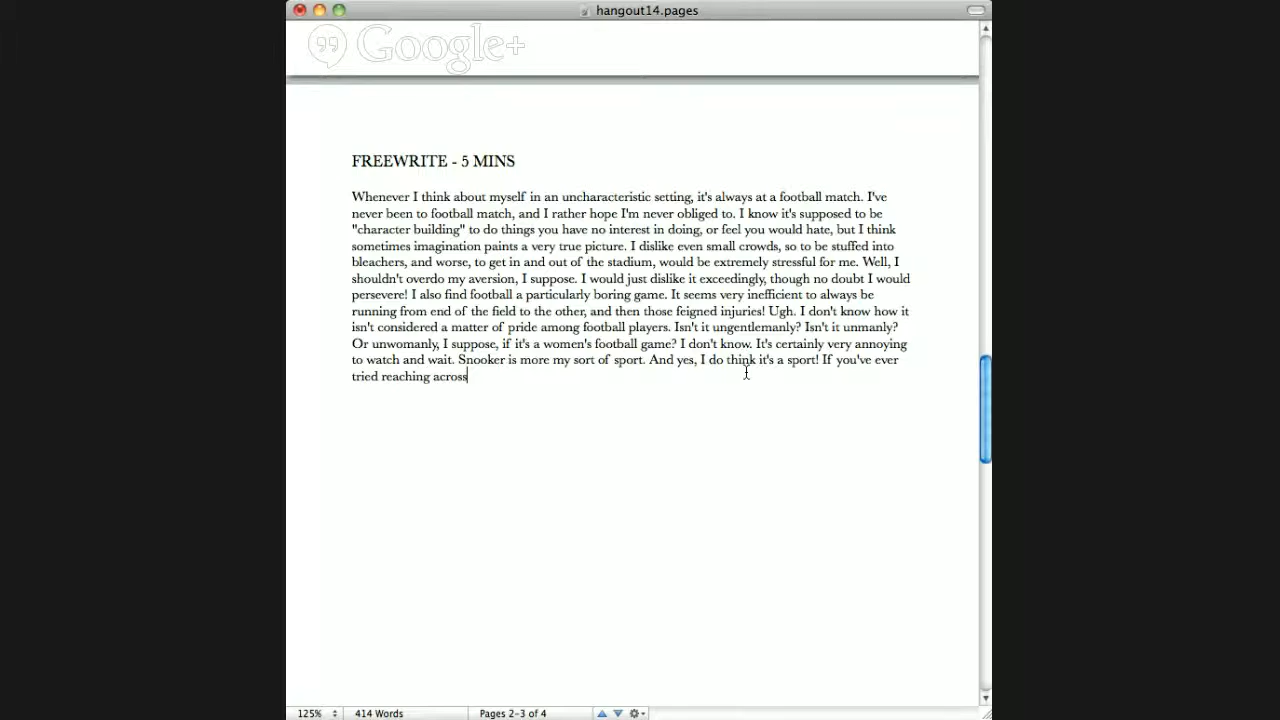 hangout14.pages
Google+
FREEWRITE - 5 MINS
Whenever I think about myself in an uncharacteristic setting, it's always at a football match. I've
never been to football match, and I rather hope I'm never obliged to. I know it's supposed to be
"character building" to do things you have no interest in doing, or feel you would hate, but I think
sometimes imagination paints a very true picture. I dislike even small crowds, so to be stuffed into
bleachers, and worse, to get in and out of the stadium, would be extremely stressful for me. Well, I
shouldn't overdo my aversion, I suppose. I would just dislike it exceedingly, though no doubt I would
persevere! I also find football a particularly boring game. It seems very inefficient to always be
running from end of the field to the other, and then those feigned injuries! Ugh. I don't know how it
isn't considered a matter of pride among football players. Isn't it ungentlemanly? Isn't it unmanly?
Or unwomanly, I suppose, if it's a women's football game? I don't know. It's certainly very annoying
to watch and wait. Snooker is more my sort of sport. And yes, I do think it's a sport! If you've ever
tried reaching across
125% 414 Words Pages 2-3 of 4